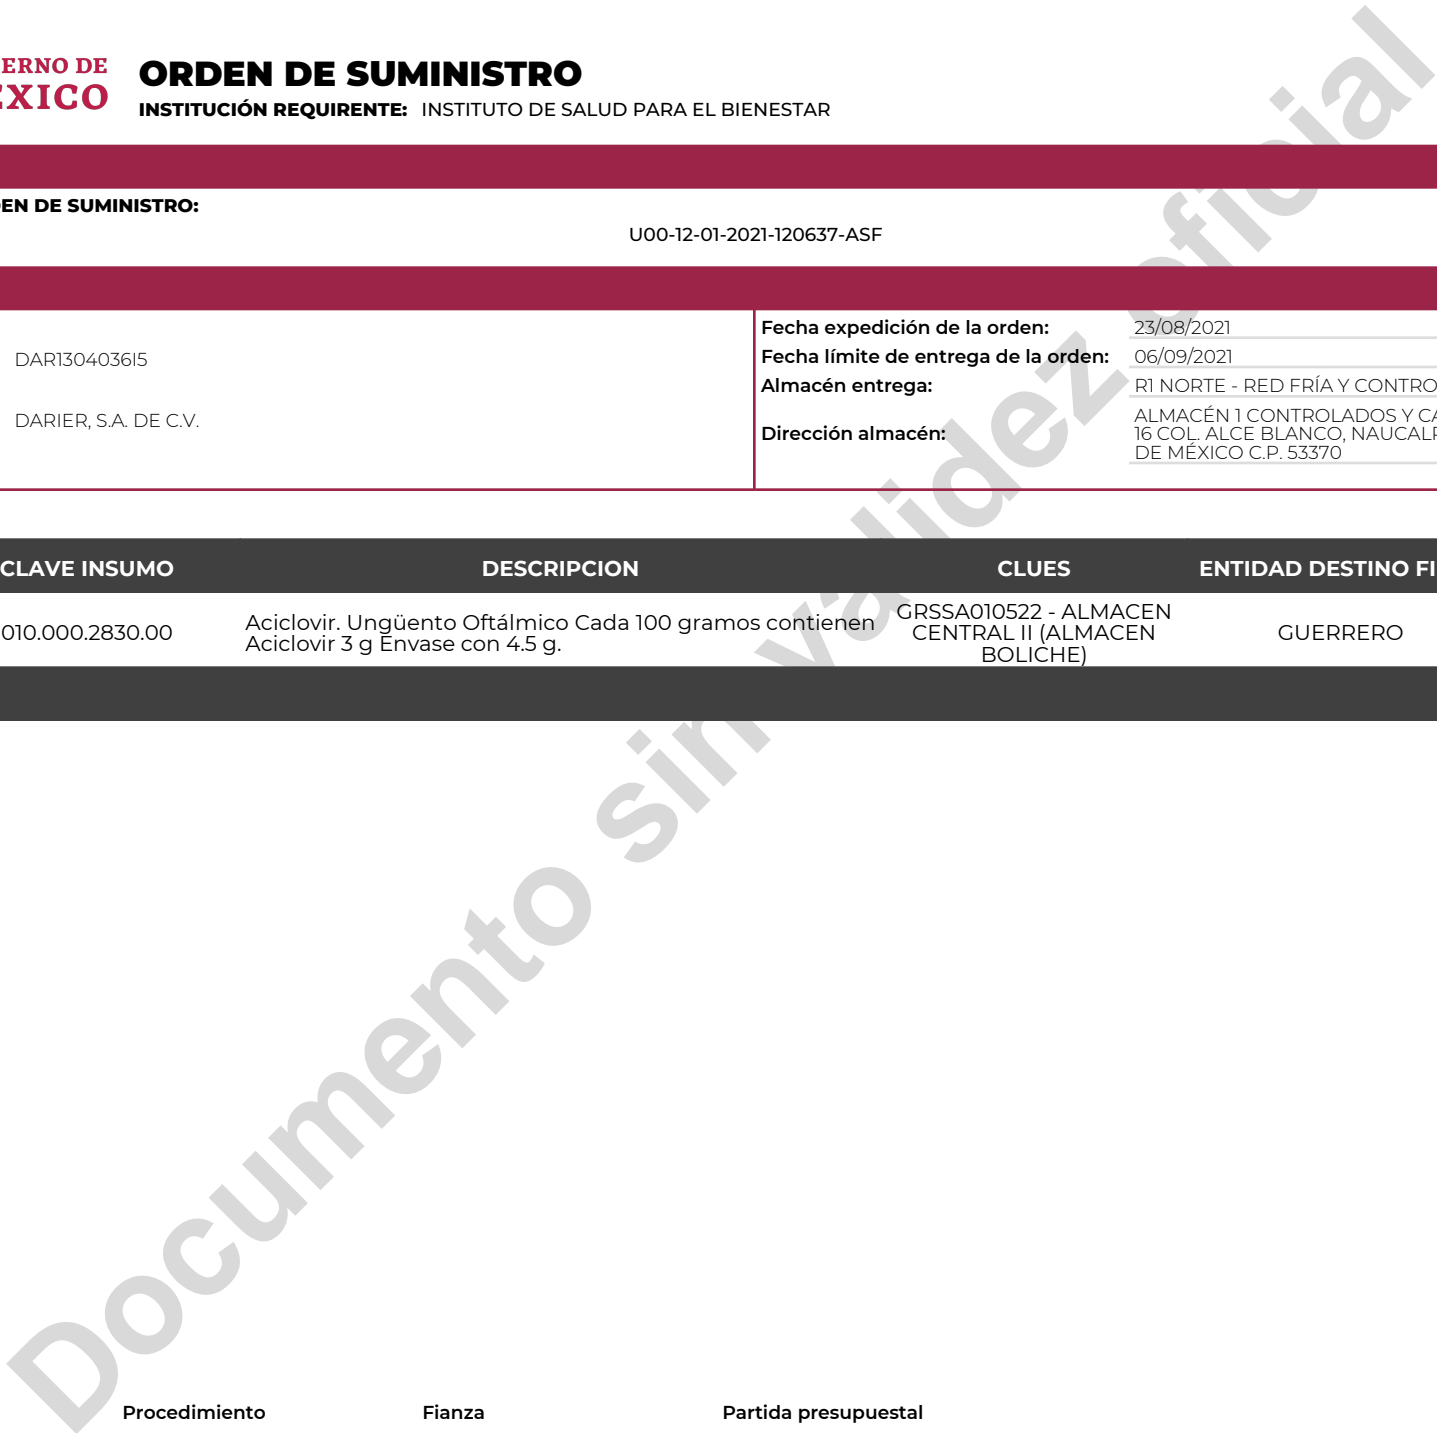 ERNO DE
ÉXICO
ORDEN DE SUMINISTRO
INSTITUCIÓN REQUIRENTE: INSTITUTO DE SALUD PARA EL BIENESTAR
EN DE SUMINISTRO:
U00-12-01-2021-120637-ASF
DAR1304036I5
DARIER, S.A. DE C.V.
Fecha expedición de la orden: 23/08/2021
Fecha límite de entrega de la orden: 06/09/2021
Almacén entrega: R1 NORTE - RED FRÍA Y CONTRO
Dirección almacén: ALMACÉN 1 CONTROLADOS Y CA
16 COL. ALCE BLANCO, NAUCALP
DE MÉXICO C.P. 53370
CLAVE INSUMO DESCRIPCION CLUES ENTIDAD DESTINO FI
010.000.2830.00 Aciclovir. Ungüento Oftálmico Cada 100 gramos contienen
Aciclovir 3 g Envase con 4.5 g.
GRSSA010522 - ALMACEN
CENTRAL II (ALMACEN
BOLICHE)
GUERRERO
Documento sin validez oficial
Procedimiento Fianza Partida presupuestal